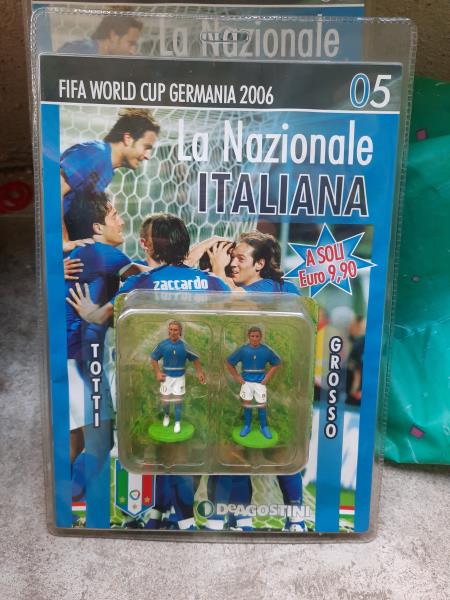 La Nazionale
FIFA WORLD CUP GERMANIA 2006
05
La Nazionale
ITALIANA
A SOLI
Euro 9,90
zaccardo
TOTTI
GROSSO
DEAGOSTINI